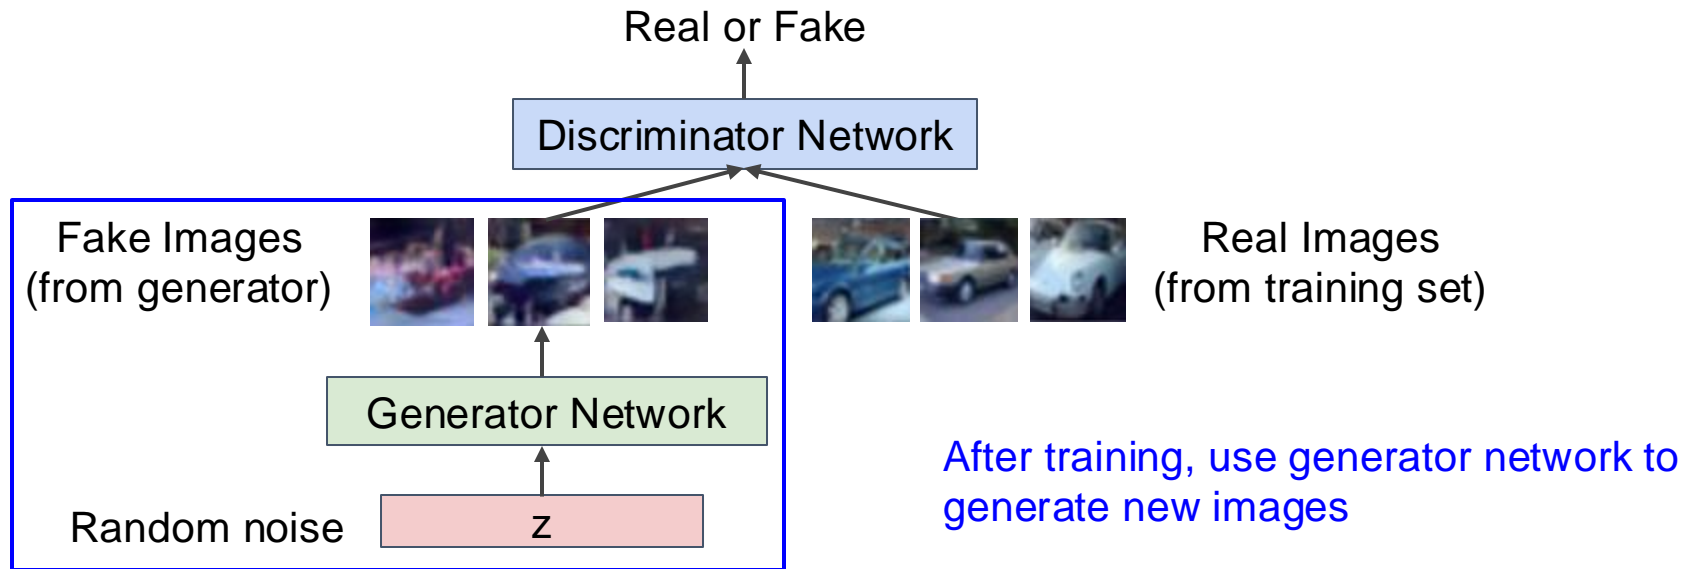 Real or Fake
Discriminator Network
Fake Images
(from generator)
Real Images
(from training set)
Generator Network
After training, use generator network to
generate new images
Random noise
z